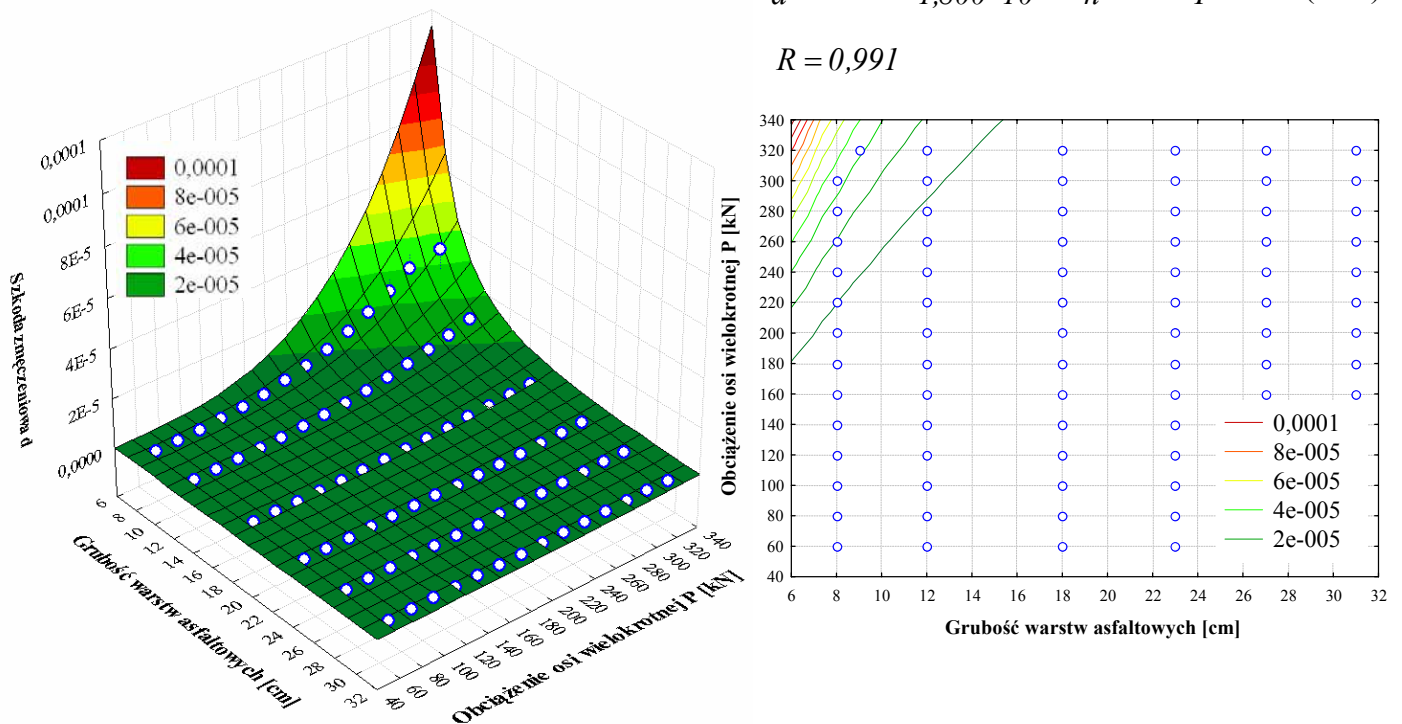 R = 0,991
0,0001
0,0001
8E-5
6E-5
4E-5
2E-5
0,0000
Szkoda zmęczeniowa d
0,0001
8e-005
6e-005
4e-005
2e-005
6 8 10 12 14 16 18 20 22 24 26 28 30 32
Grubość warstw asfaltowych [cm]
40 60 80 100 120 140 160 180 200 220 240 260 280 300 320 340
Obciążenie osi wielokrotnej P [kN]
340
320
300
280
260
240
220
200
180
160
140
120
100
80
60
40
Obciążenie osi wielokrotnej P [kN]
0,0001
8e-005
6e-005
4e-005
2e-005
6 8 10 12 14 16 18 20 22 24 26 28 30 32
Grubość warstw asfaltowych [cm]